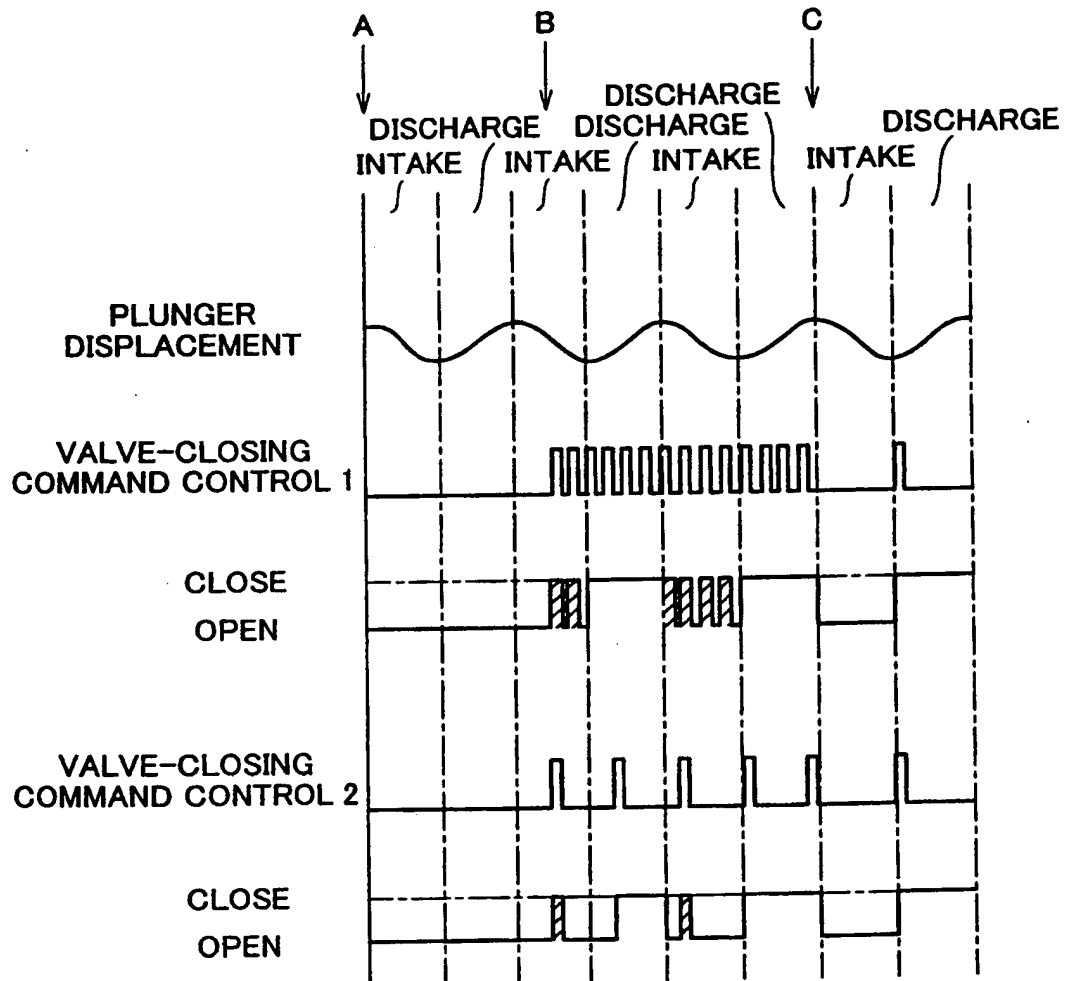 A
B
C
DISCHARGE
DISCHARGE
DISCHARGE
DISCHARGE
INTAKE
INTAKE
INTAKE
INTAKE
PLUNGER
DISPLACEMENT
VALVE-CLOSING
COMMAND CONTROL 1
CLOSE
OPEN
VALVE-CLOSING
COMMAND CONTROL 2
CLOSE
OPEN